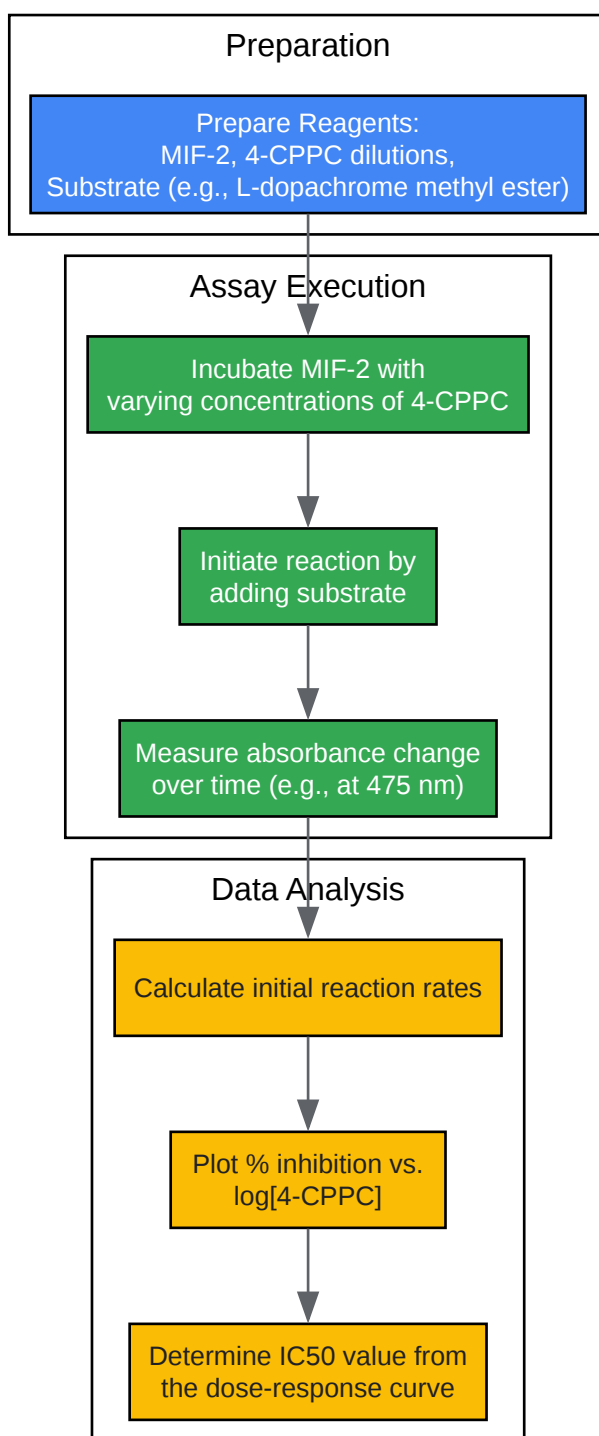 Preparation
Prepare Reagents:
MIF-2, 4-CPPC dilutions,
Substrate (e.g., L-dopachrome methyl ester)
Assay Execution
Incubate MIF-2 with
varying concentrations of 4-CPPC
Initiate reaction by
adding substrate
Measure absorbance change
over time (e.g., at 475 nm)
Data Analysis
Calculate initial reaction rates
Plot % inhibition vs.
log[4-CPPC]
Determine IC50 value from
the dose-response curve